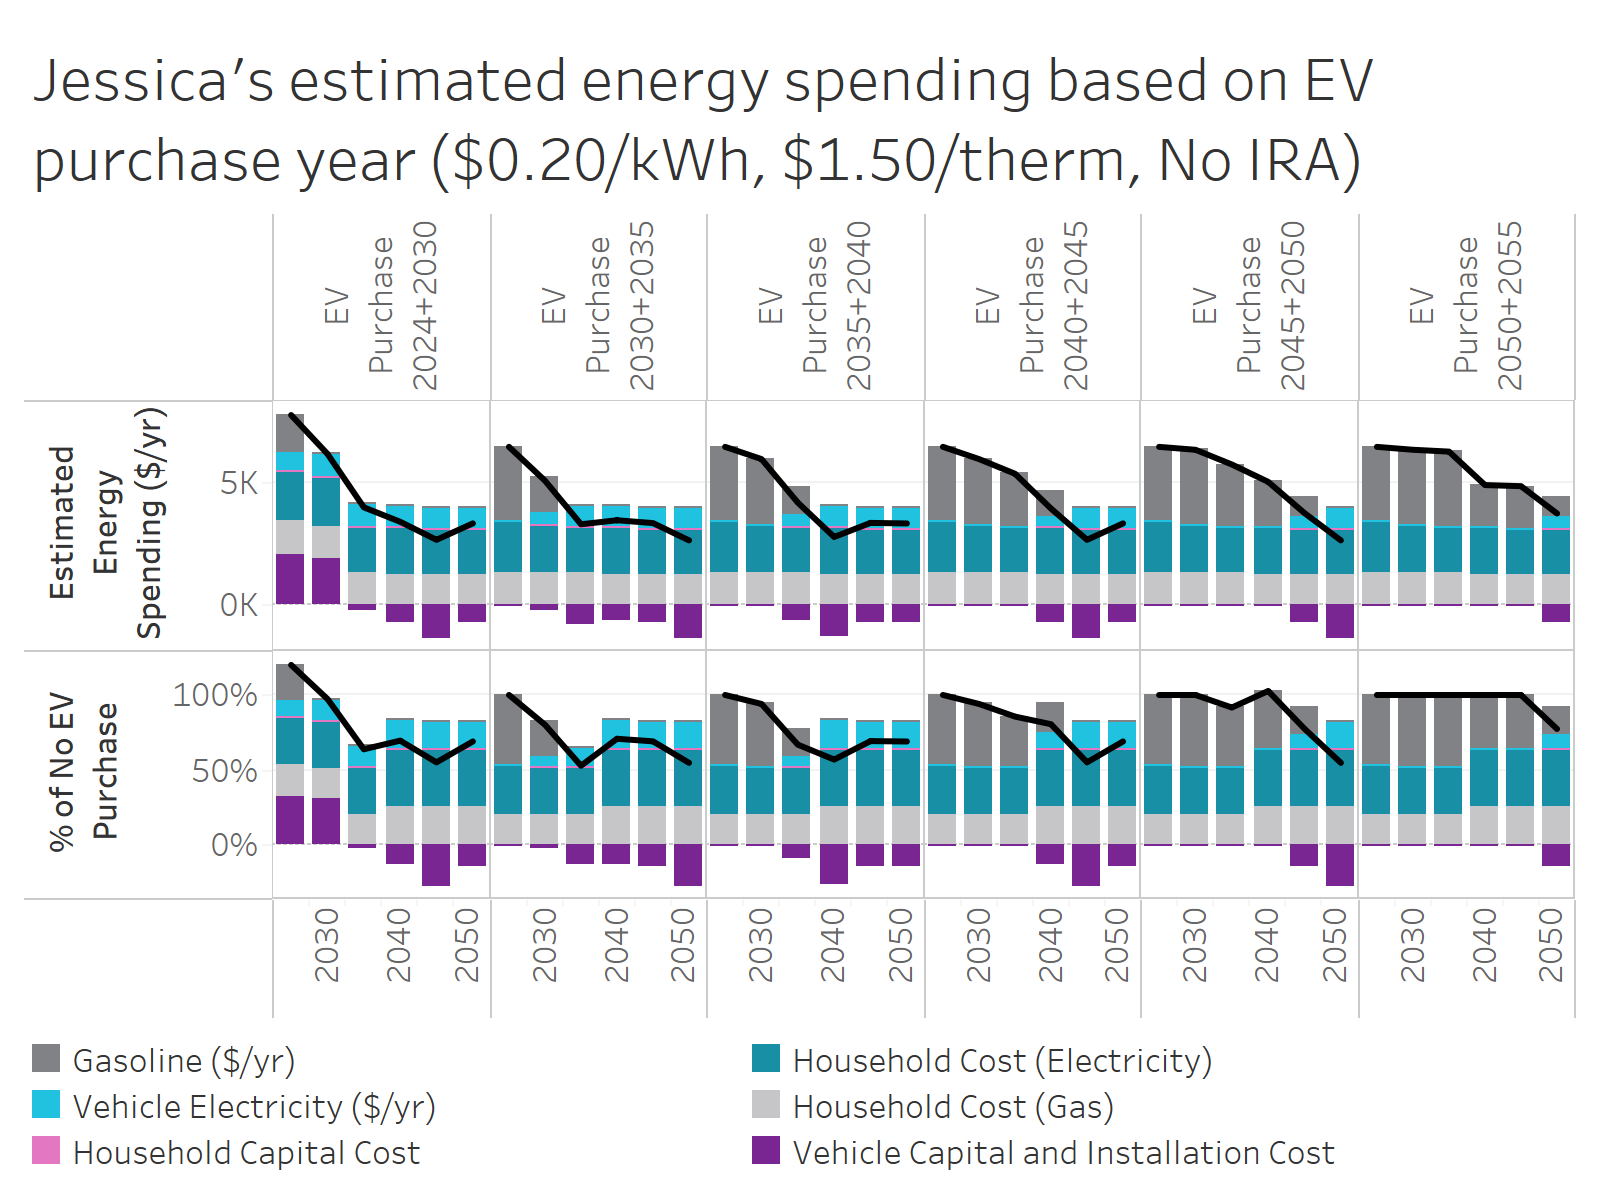 Jessica's estimated energy spending based on EV
purchase year ($0.20/kWh, $1.50/therm, No IRA)
EV
Purchase
2024+2030
EV
Purchase
2030+2035
EV
Purchase
2035+2040
EV
Purchase
2040+2045
EV
Purchase
2045+2050
EV
Purchase
2050+2055
Estimated
Energy
Spending ($/yr)
5K
0K
% of No EV
Purchase
100%
50%
0%
2030
2040
2050
2030
2040
2050
2030
2040
2050
2030
2040
2050
2030
2040
2050
2030
2040
2050
Gasoline ($/yr)
Vehicle Electricity ($/yr)
Household Capital Cost
Household Cost (Electricity)
Household Cost (Gas)
Vehicle Capital and Installation Cost